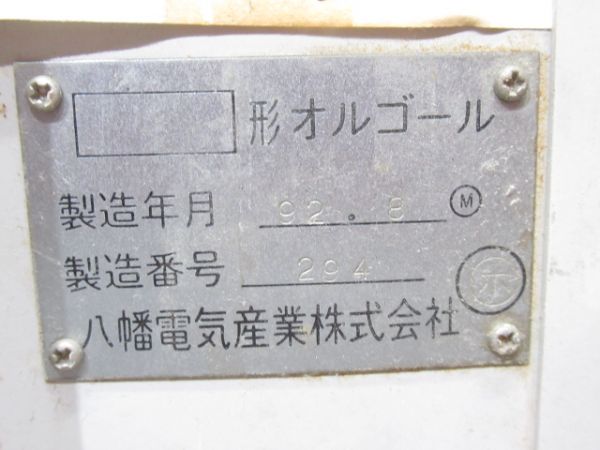 形オルゴール
製造年月 92.8 Ⓜ
製造番号 294
八幡電気産業株式会社